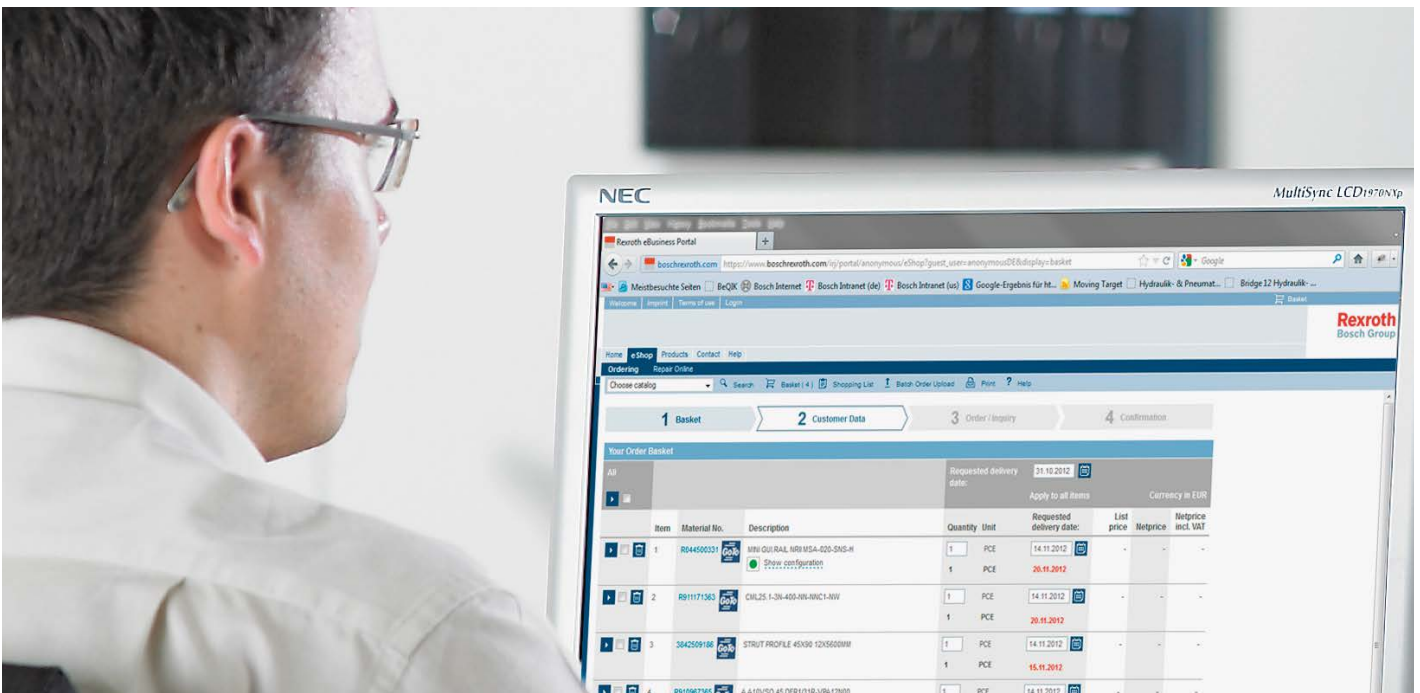 NEC
MultiSync LCD1970NXp
Rexroth eBusiness Portal
+
boschrexroth.com https://www.boschrexroth.com/irj/portal/anonymous/eShop?guest_user=anonymousDE&display=basket
Google
Meistbesuchte Seiten BeQIK Bosch Internet Bosch Intranet (de) Bosch Intranet (us) Google-Ergebnis für ht... Moving Target Hydraulik- & Pneumat... Bridge12 Hydraulik- ...
Welcome Imprint Terms of use Login Basket
Rexroth
Bosch Group
Home eShop Products Contact Help
Ordering Repair Online
Choose catalog Search Basket ( 4 ) Shopping List Batch Order Upload Print ? Help
1 Basket 2 Customer Data 3 Order / Inquiry 4 Confirmation
Your Order Basket
All Requested delivery date: 31.10.2012
Apply to all items Currency in EUR
Item Material No. Description Quantity Unit Requested delivery date: List price Netprice Netprice incl. VAT
1 R044500331 GoTo MINI GUI.RAIL NRII MSA-020-SNS-H 1 PCE 14.11.2012 - - -
Show configuration 1 PCE 20.11.2012
2 R911171363 GoTo CML25.1-3N-400-NN-NNC1-NW 1 PCE 14.11.2012 - - -
1 PCE 20.11.2012
3 3842509186 GoTo STRUT PROFILE 45X90 12X5600MM 1 PCE 14.11.2012 - - -
1 PCE 15.11.2012
4 1 PCE 14.11.2012